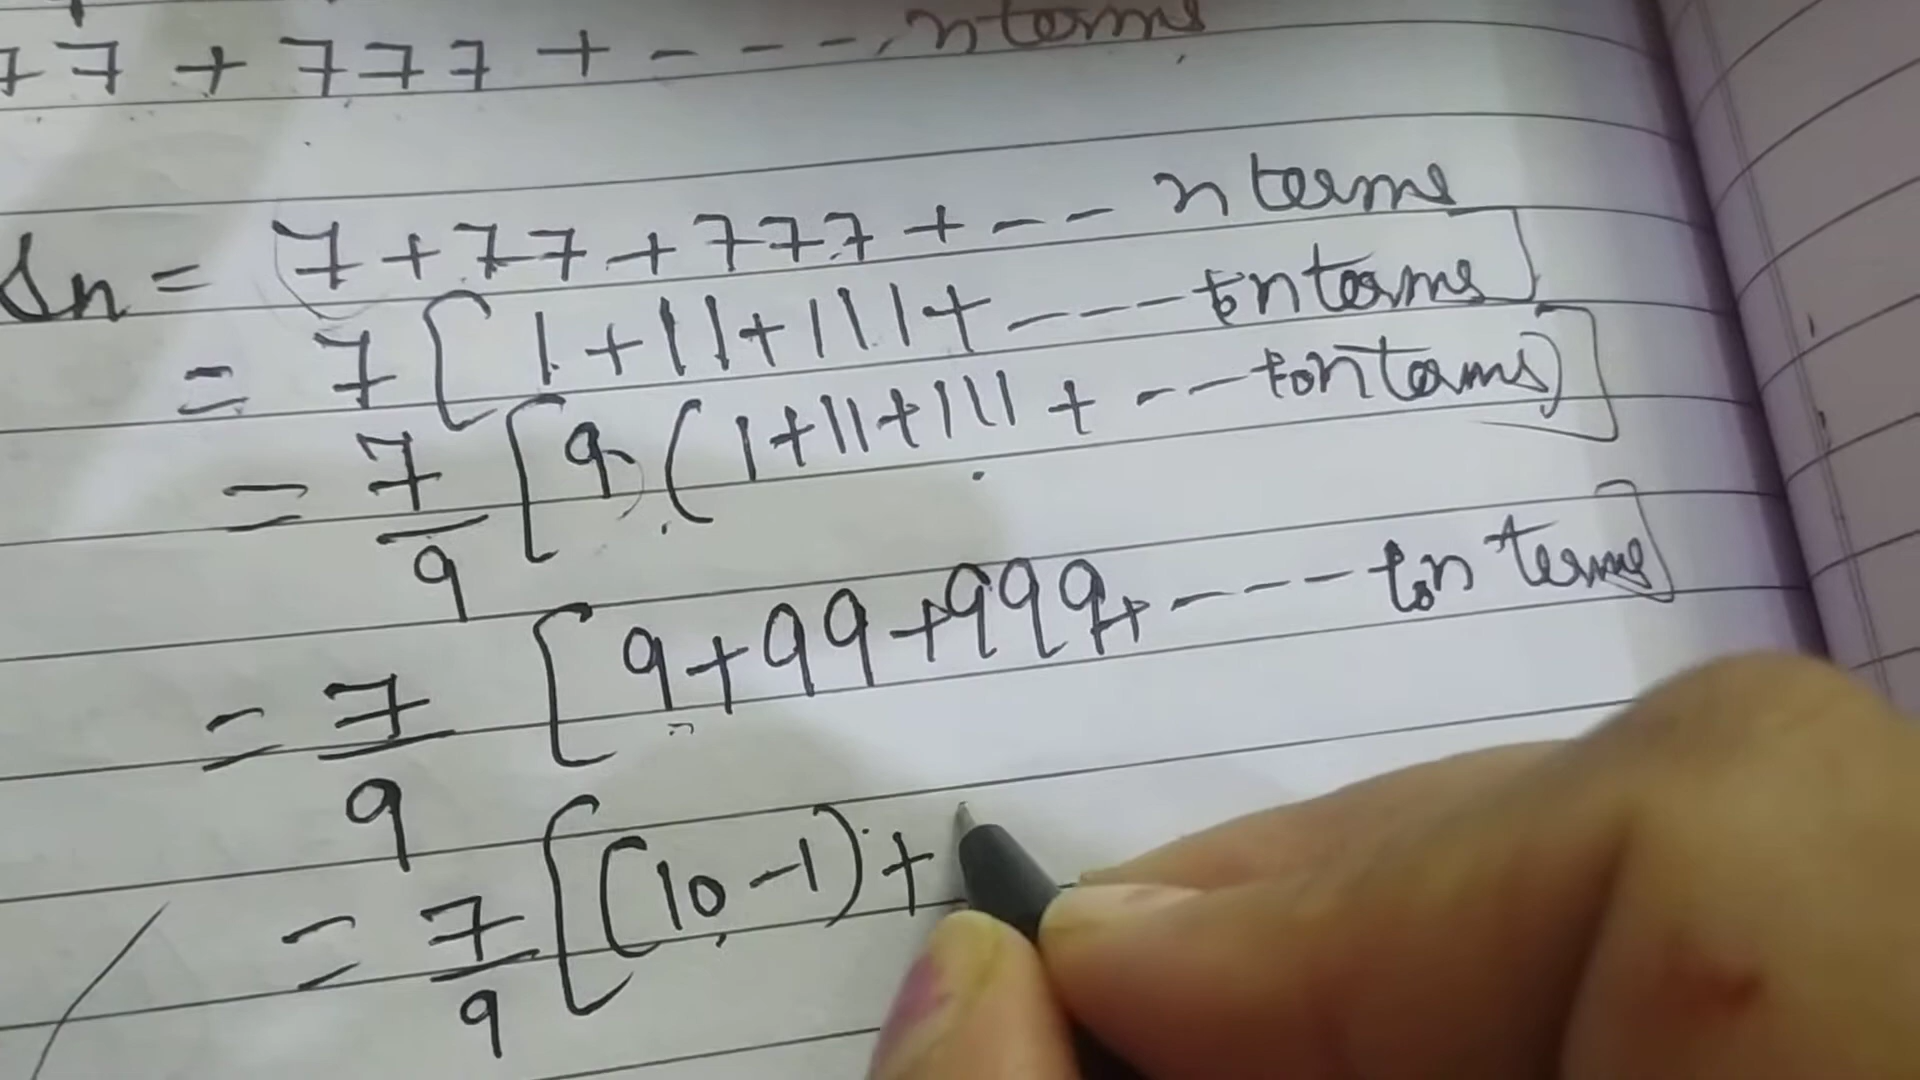 77 + 777 + - - - - n terms
Sn = 7 + 77 + 777 + - - - n terms
= 7 [ 1 + 11 + 111 + - - - - to n terms ]
= 7/9 [ 9 ( 1 + 11 + 111 + - - - to n terms ) ]
= 7/9 [ 9 + 99 + 999 + - - - - to n terms ]
= 7/9 [ (10 - 1) +